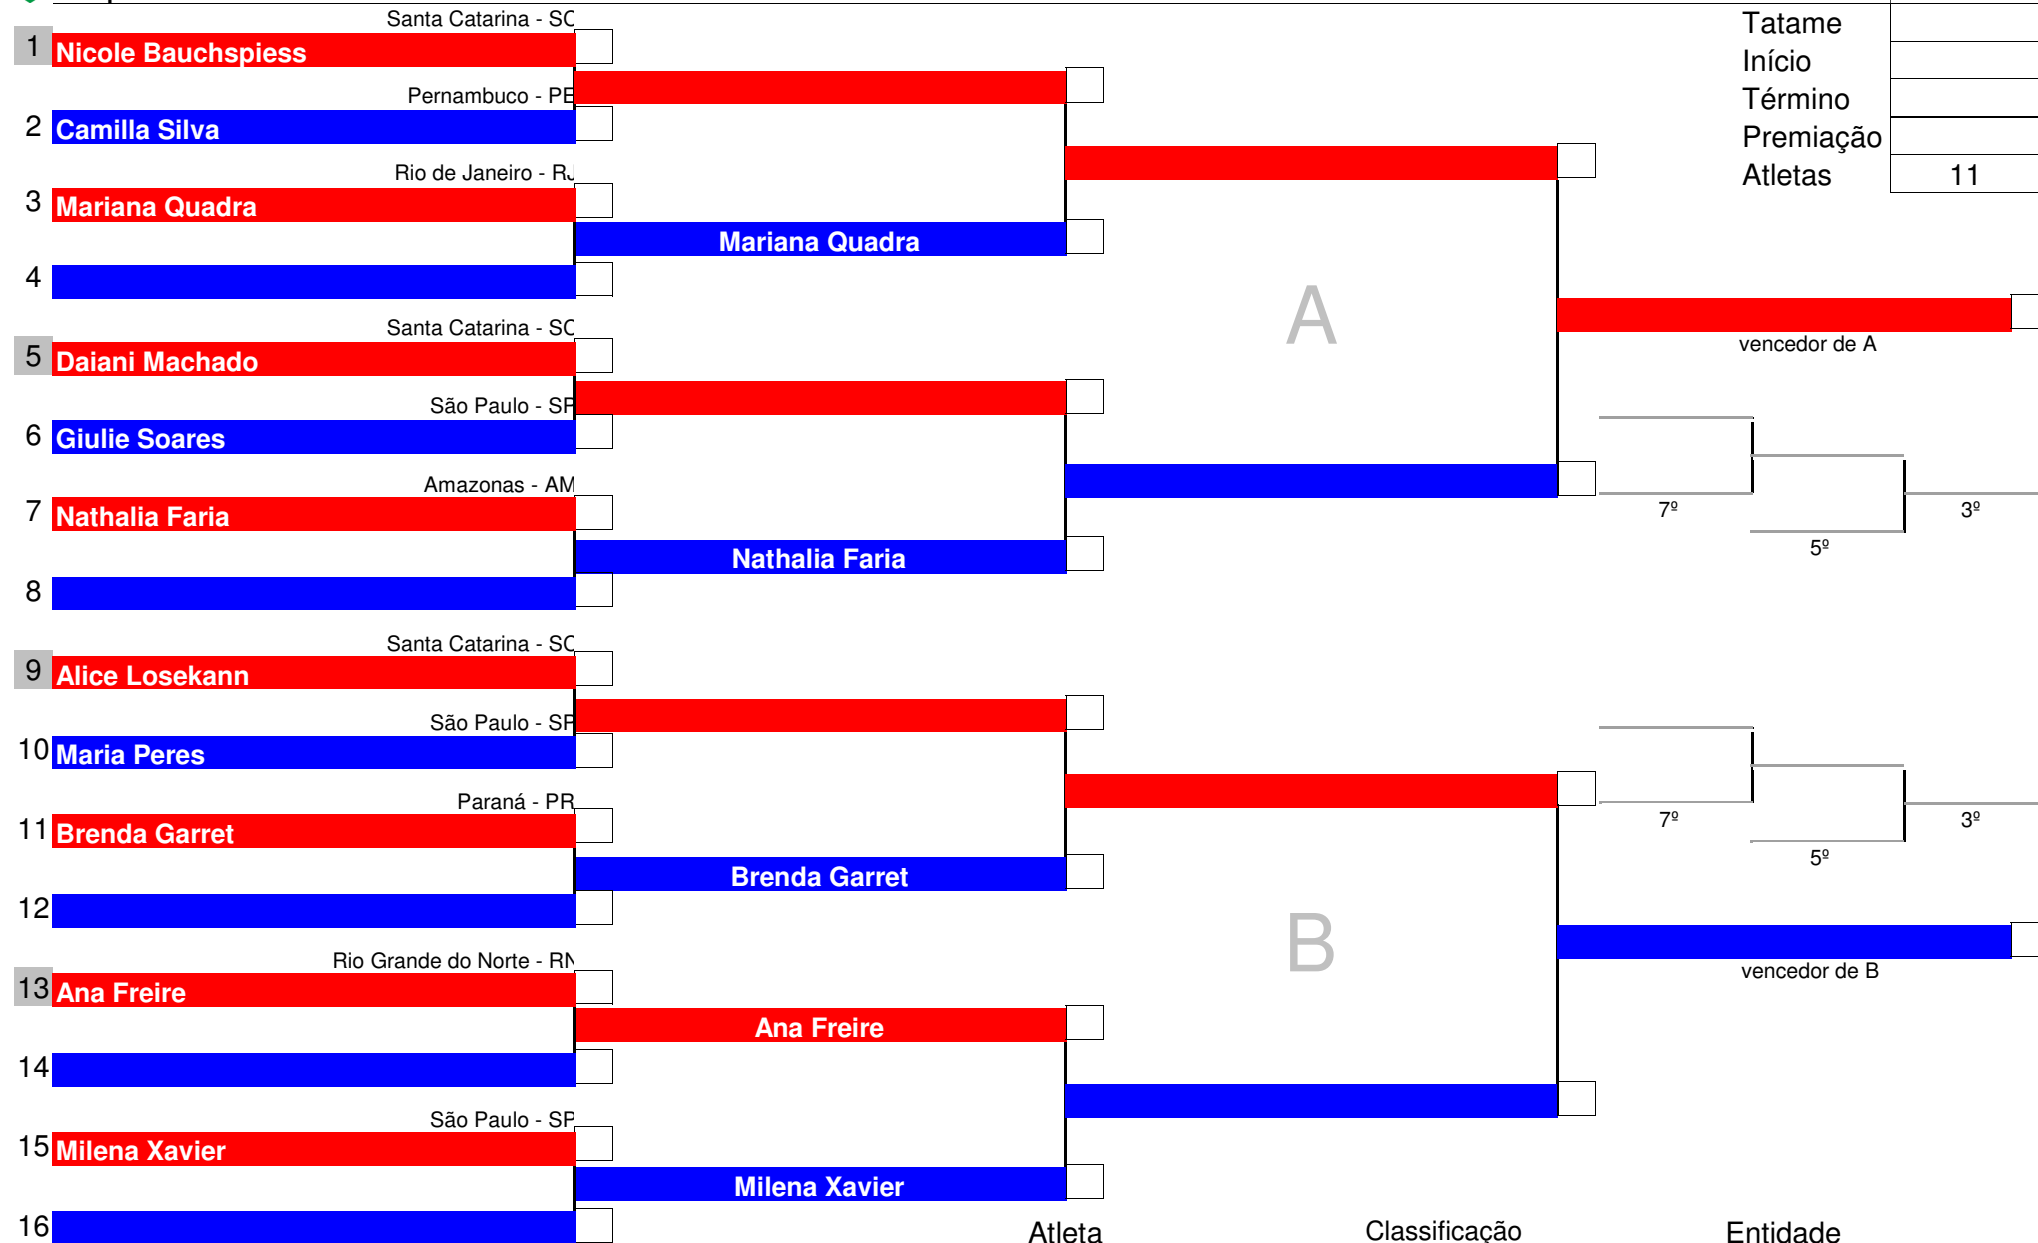 Santa Catarina - SC
1 Nicole Bauchspiess
Pernambuco - PE
2 Camilla Silva
Rio de Janeiro - RJ
3 Mariana Quadra
Mariana Quadra
4
Santa Catarina - SC
5 Daiani Machado
São Paulo - SP
6 Giulie Soares
Amazonas - AM
7 Nathalia Faria
Nathalia Faria
8
Santa Catarina - SC
9 Alice Losekann
São Paulo - SP
10 Maria Peres
Paraná - PR
11 Brenda Garret
Brenda Garret
12
Rio Grande do Norte - RN
13 Ana Freire
Ana Freire
14
São Paulo - SP
15 Milena Xavier
Milena Xavier
16
A
B
Tatame
Início
Término
Premiação
Atletas 11
vencedor de A
7º
3º
5º
7º
3º
5º
vencedor de B
Atleta Classificação Entidade